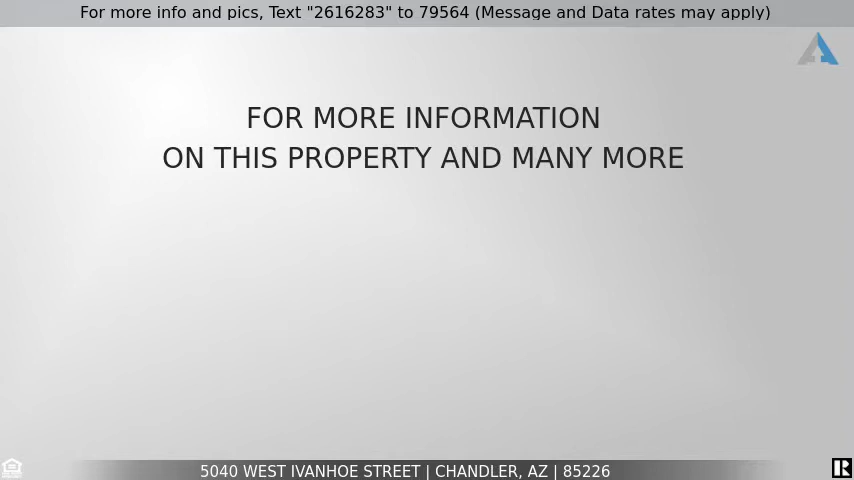 For more info and pics, Text "2616283" to 79564 (Message and Data rates may apply)
FOR MORE INFORMATION
ON THIS PROPERTY AND MANY MORE
5040 WEST IVANHOE STREET | CHANDLER, AZ | 85226